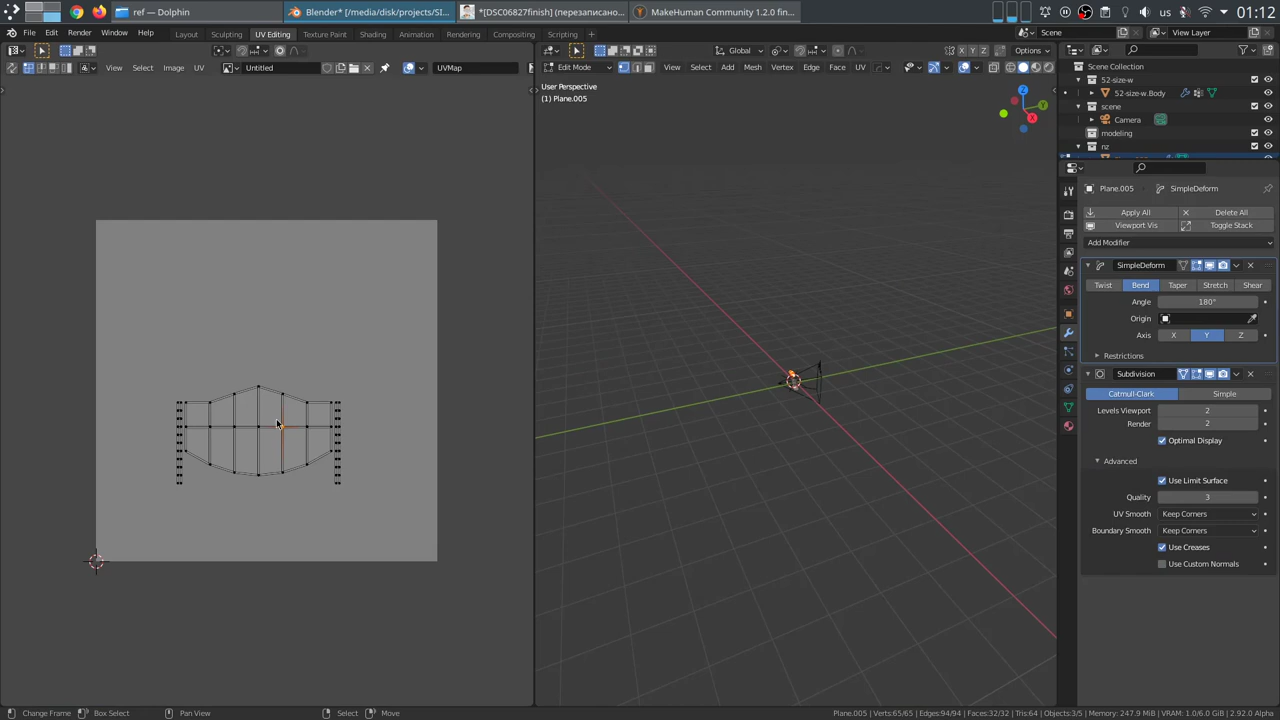 ref — Dolphin
Blender* [/media/disk/projects/SI...
*[DSC06827finish] (перезаписано...
MakeHuman Community 1.2.0 fin...
us
01:12
File Edit Render Window Help
Layout Sculpting UV Editing Texture Paint Shading Animation Rendering Compositing Scripting
Scene
View Layer
Global
Options
View Select Image UV
Untitled
UVMap
Edit Mode
View Select Add Mesh Vertex Edge Face UV
X Y Z
User Perspective
(1) Plane.005
Z
Y
X
Scene Collection
52-size-w
52-size-w.Body
scene
Camera
modeling
nz
Plane.005
SimpleDeform
Apply All
Delete All
Viewport Vis
Toggle Stack
Add Modifier
SimpleDeform
Twist Bend Taper Stretch Shear
Angle 180°
Origin
Axis X Y Z
Restrictions
Subdivision
Catmull-Clark Simple
Levels Viewport 2
Render 2
Optimal Display
Advanced
Use Limit Surface
Quality 3
UV Smooth Keep Corners
Boundary Smooth Keep Corners
Use Creases
Use Custom Normals
Change Frame
Box Select
Pan View
Select
Move
Plane.005 | Verts:65/65 | Edges:94/94 | Faces:32/32 | Tris:64 | Objects:3/5 | Memory: 247.9 MiB | VRAM: 1.0/6.0 GiB | 2.92.0 Alpha